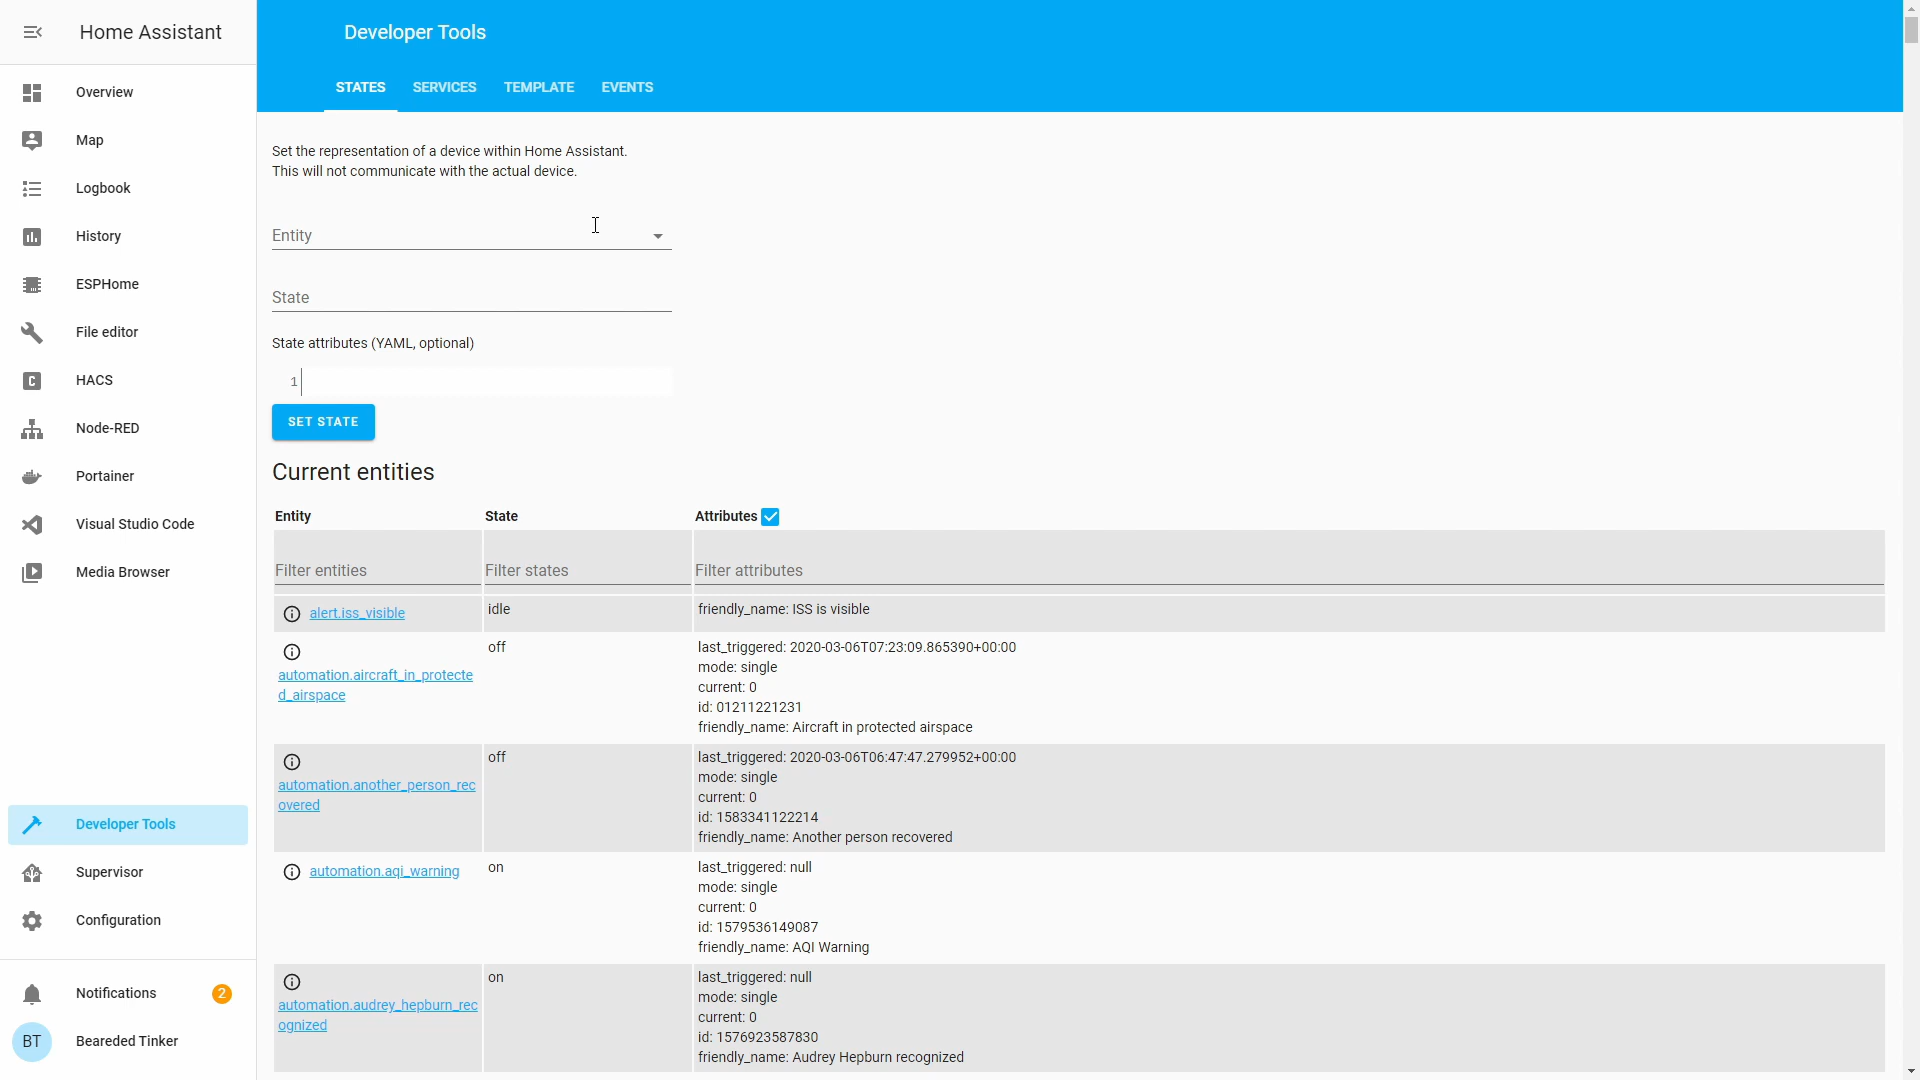 Home Assistant
Overview
Map
Logbook
History
ESPHome
File editor
HACS
Node-RED
Portainer
Visual Studio Code
Media Browser
Developer Tools
Supervisor
Configuration
Notifications 2
BT Beareded Tinker
Developer Tools
STATES SERVICES TEMPLATE EVENTS
Set the representation of a device within Home Assistant.
This will not communicate with the actual device.
Entity
State
State attributes (YAML, optional)
1
SET STATE
Current entities
Entity State Attributes
Filter entities Filter states Filter attributes
alert.iss_visible idle friendly_name: ISS is visible
off last_triggered: 2020-03-06T07:23:09.865390+00:00
mode: single
automation.aircraft_in_protecte current: 0
d_airspace id: 01211221231
friendly_name: Aircraft in protected airspace
off last_triggered: 2020-03-06T06:47:47.279952+00:00
mode: single
automation.another_person_rec current: 0
overed id: 1583341122214
friendly_name: Another person recovered
automation.aqi_warning on last_triggered: null
mode: single
current: 0
id: 1579536149087
friendly_name: AQI Warning
on last_triggered: null
mode: single
automation.audrey_hepburn_rec current: 0
ognized id: 1576923587830
friendly_name: Audrey Hepburn recognized